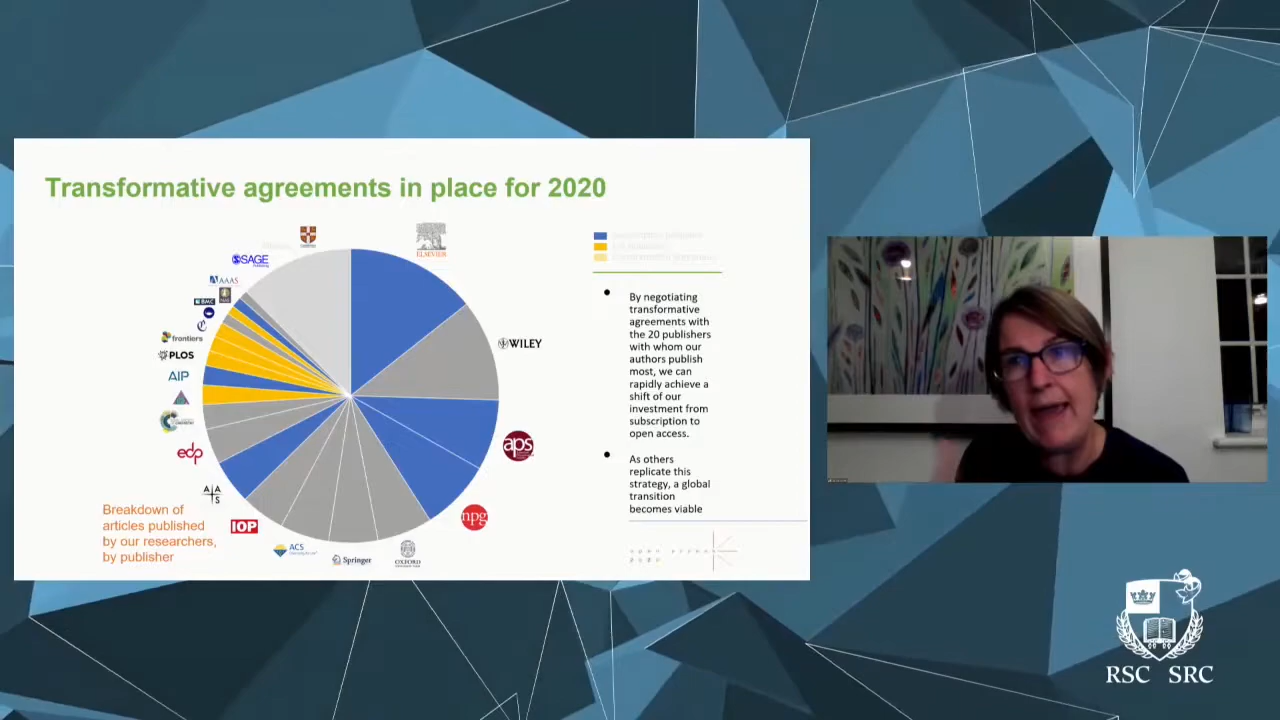 Transformative agreements in place for 2020
ELSEVIER
SAGE
AAAS
BMC
frontiers
PLOS
AIP
edp
A A
S
IOP
ACS
Springer
OXFORD
npg
aps
WILEY
Breakdown of
articles published
by our researchers,
by publisher
By negotiating
transformative
agreements with
the 20 publishers
with whom our
authors publish
most, we can
rapidly achieve a
shift of our
investment from
subscription to
open access.
As others
replicate this
strategy, a global
transition
becomes viable
RSC SRC